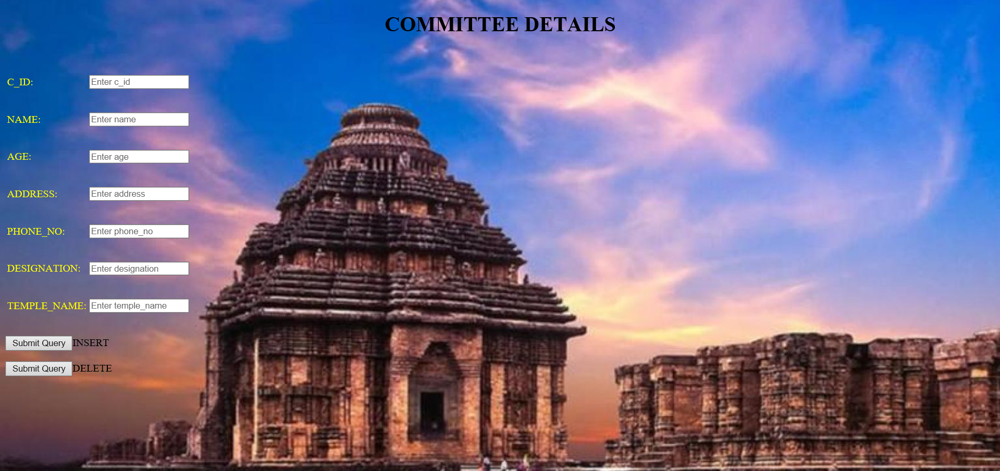 COMMITTEE DETAILS
C_ID: Enter c_id
NAME: Enter name
AGE: Enter age
ADDRESS: Enter address
PHONE_NO: Enter phone_no
DESIGNATION: Enter designation
TEMPLE_NAME: Enter temple_name
Submit Query INSERT
Submit Query DELETE